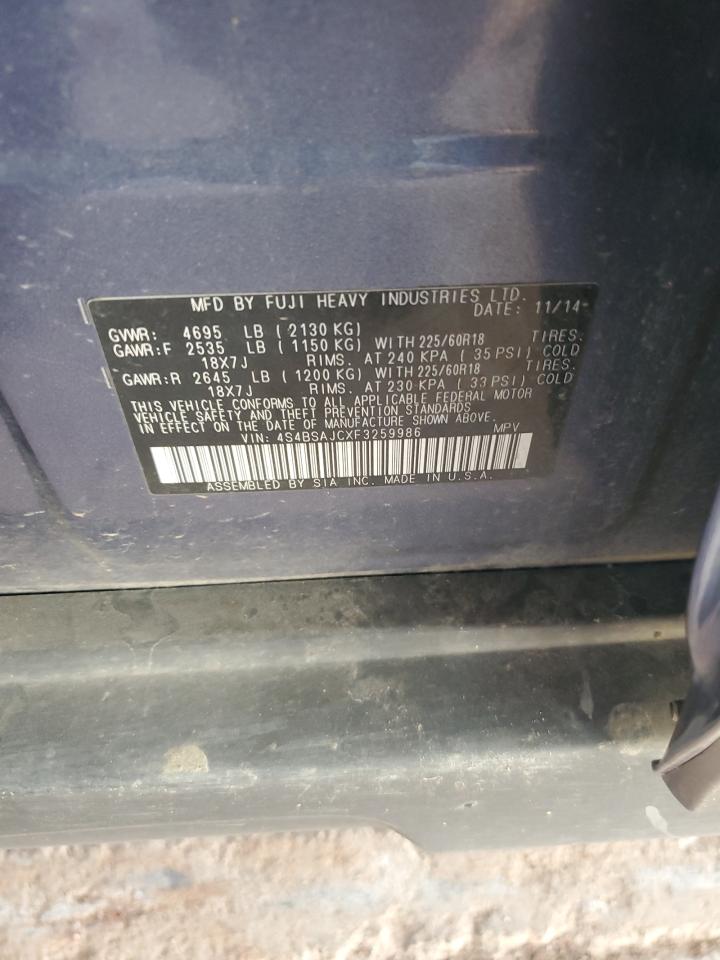 MFD BY FUJI HEAVY INDUSTRIES LTD.
DATE: 11/14
GVWR: 4695 LB ( 2130 KG)
GAWR:F 2535 LB ( 1150 KG) WITH 225/60R18 TIRES.
18X7J RIMS. AT 240 KPA ( 35 PSI) COLD
GAWR:R 2645 LB ( 1200 KG) WITH 225/60R18 TIRES.
18X7J RIMS. AT 230 KPA ( 33 PSI) COLD
THIS VEHICLE CONFORMS TO ALL APPLICABLE FEDERAL MOTOR
VEHICLE SAFETY AND THEFT PREVENTION STANDARDS
IN EFFECT ON THE DATE OF MANUFACTURE SHOWN ABOVE.
VIN: 4S4BSAJCXF3259986 MPV
ASSEMBLED BY SIA INC. MADE IN U.S.A.